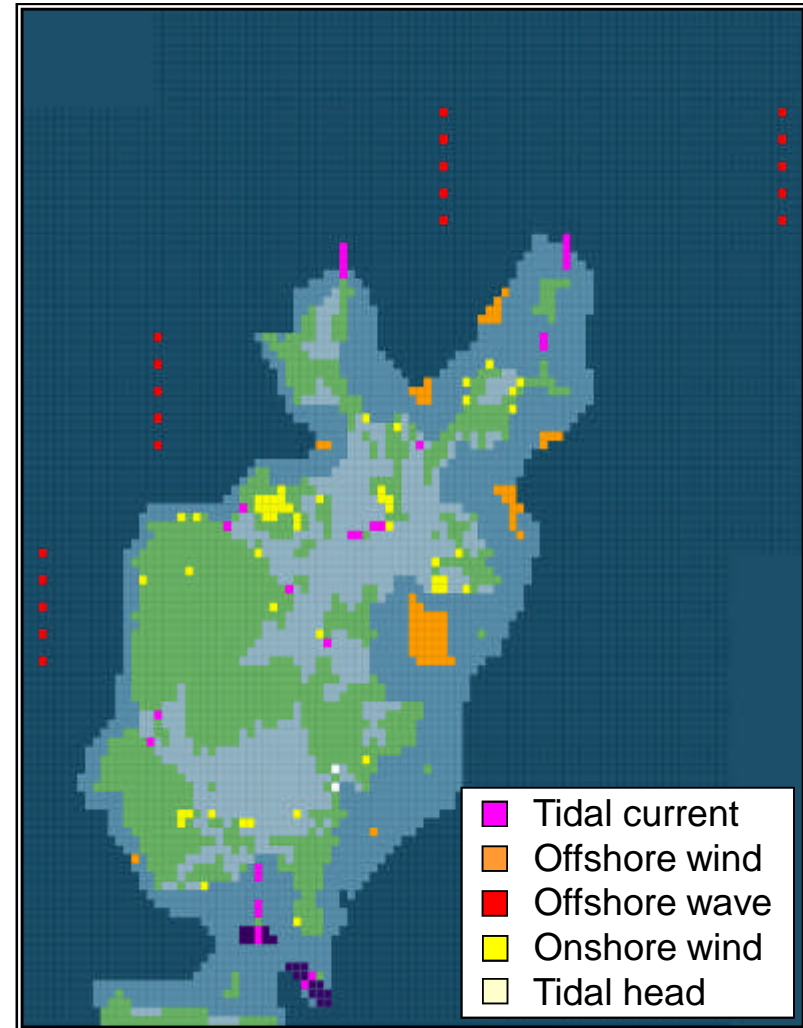 Tidal current
Offshore wind
Offshore wave
Onshore wind
Tidal head